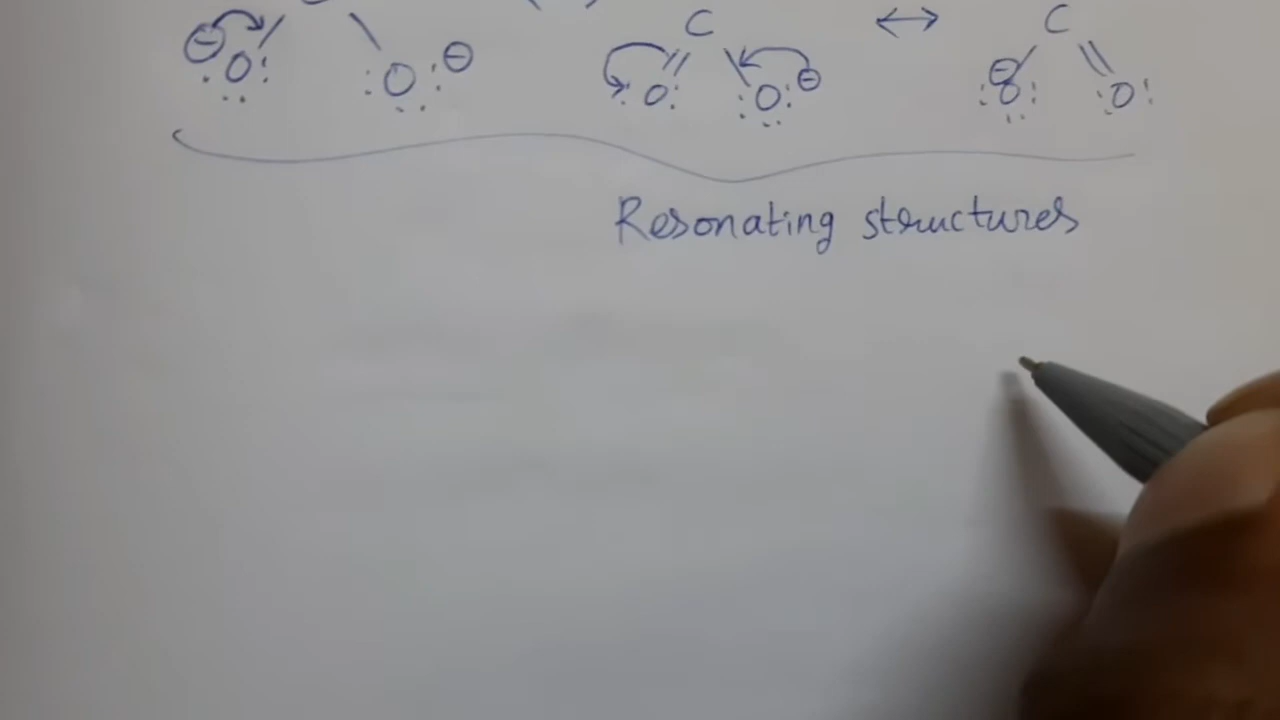 C ↔ C
⊖ O: :O: ⊖ O: :O: ⊖ ⊖ :O: :O:
Resonating structures